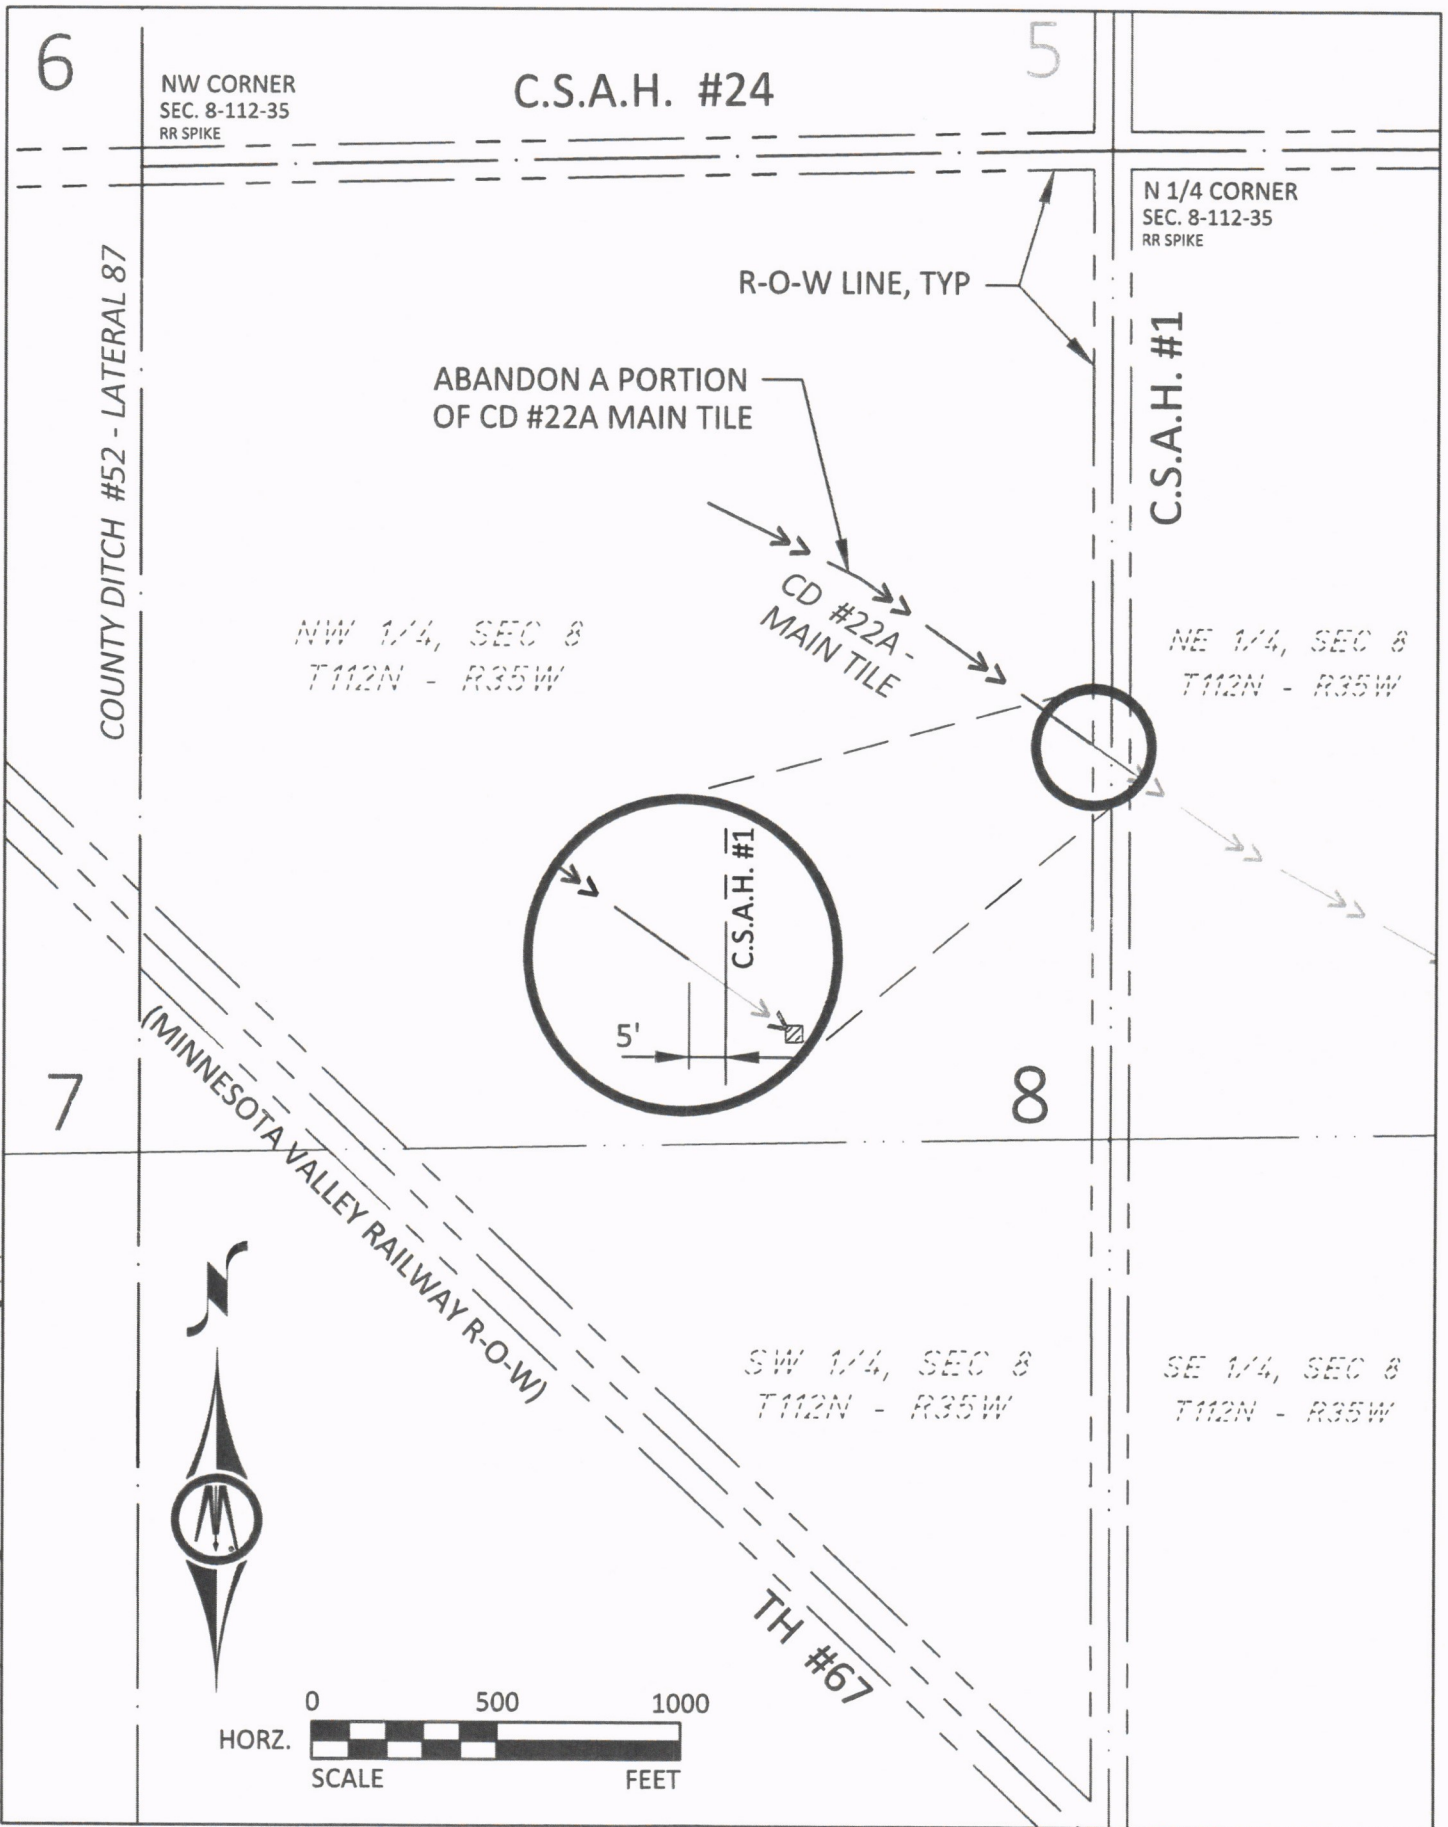 6
5
NW CORNER
SEC. 8-112-35
RR SPIKE
C.S.A.H. #24
N 1/4 CORNER
SEC. 8-112-35
RR SPIKE
R-O-W LINE, TYP
C.S.A.H. #1
COUNTY DITCH #52 - LATERAL 87
ABANDON A PORTION
OF CD #22A MAIN TILE
CD #22A -
MAIN TILE
NW 1/4, SEC 8
T112N - R35W
NE 1/4, SEC 8
T112N - R35W
C.S.A.H. #1
5'
7
8
(MINNESOTA VALLEY RAILWAY R-O-W)
N
SW 1/4, SEC 8
T112N - R35W
SE 1/4, SEC 8
T112N - R35W
TH #67
0 500 1000
HORZ.
SCALE FEET